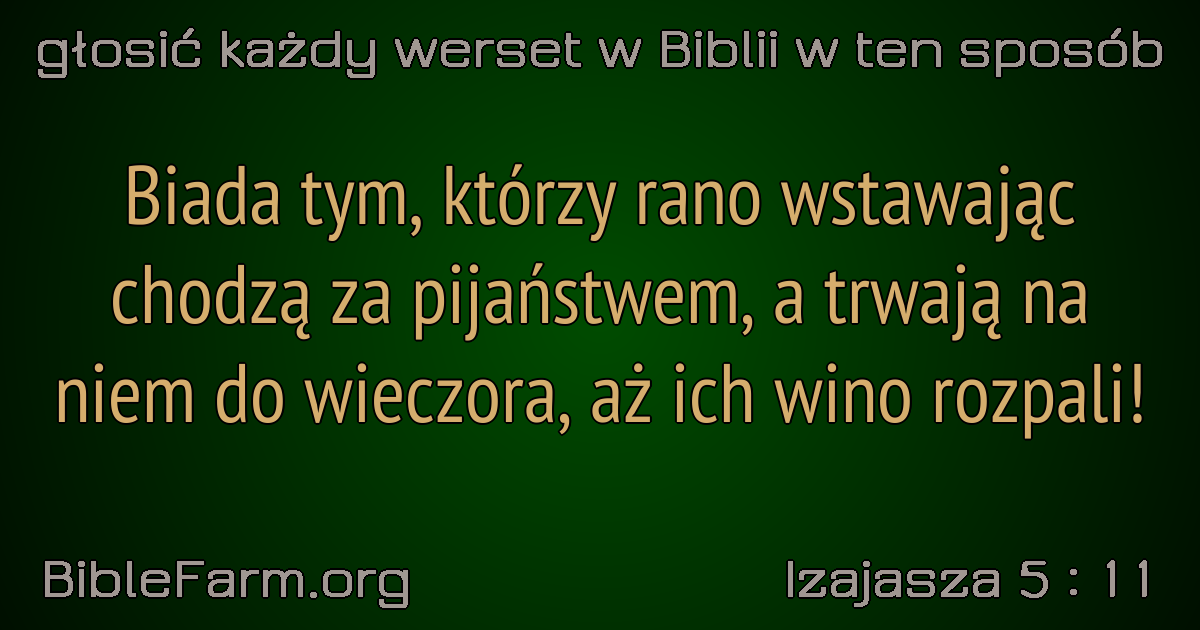 głosić każdy werset w Biblii w ten sposób
Biada tym, którzy rano wstawając
chodzą za pijaństwem, a trwają na
niem do wieczora, aż ich wino rozpali!
BibleFarm.org
Izajasza 5 : 11